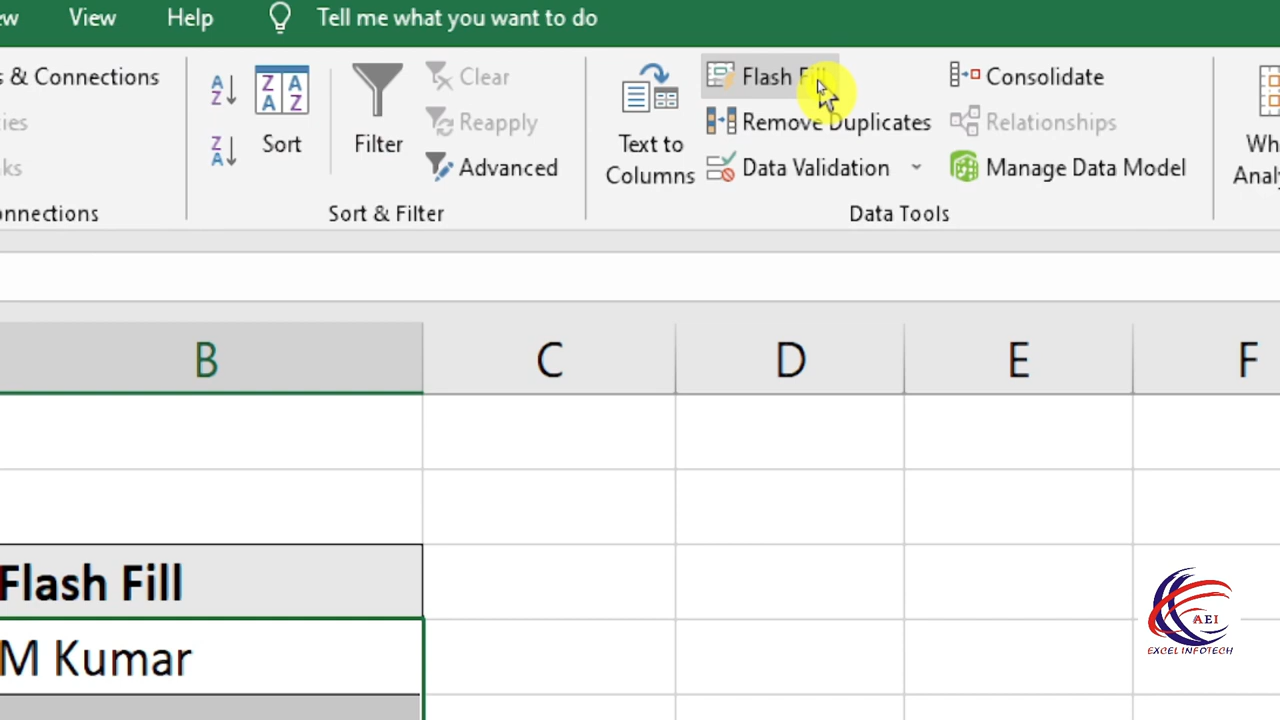 View Help Tell me what you want to do
& Connections Clear Flash Fill Consolidate
Reapply Remove Duplicates Relationships
Sort Filter Text to Columns
Advanced Data Validation Manage Data Model
Sort & Filter Data Tools
B C D E F
Flash Fill
M Kumar
AEI
EXCEL INFOTECH